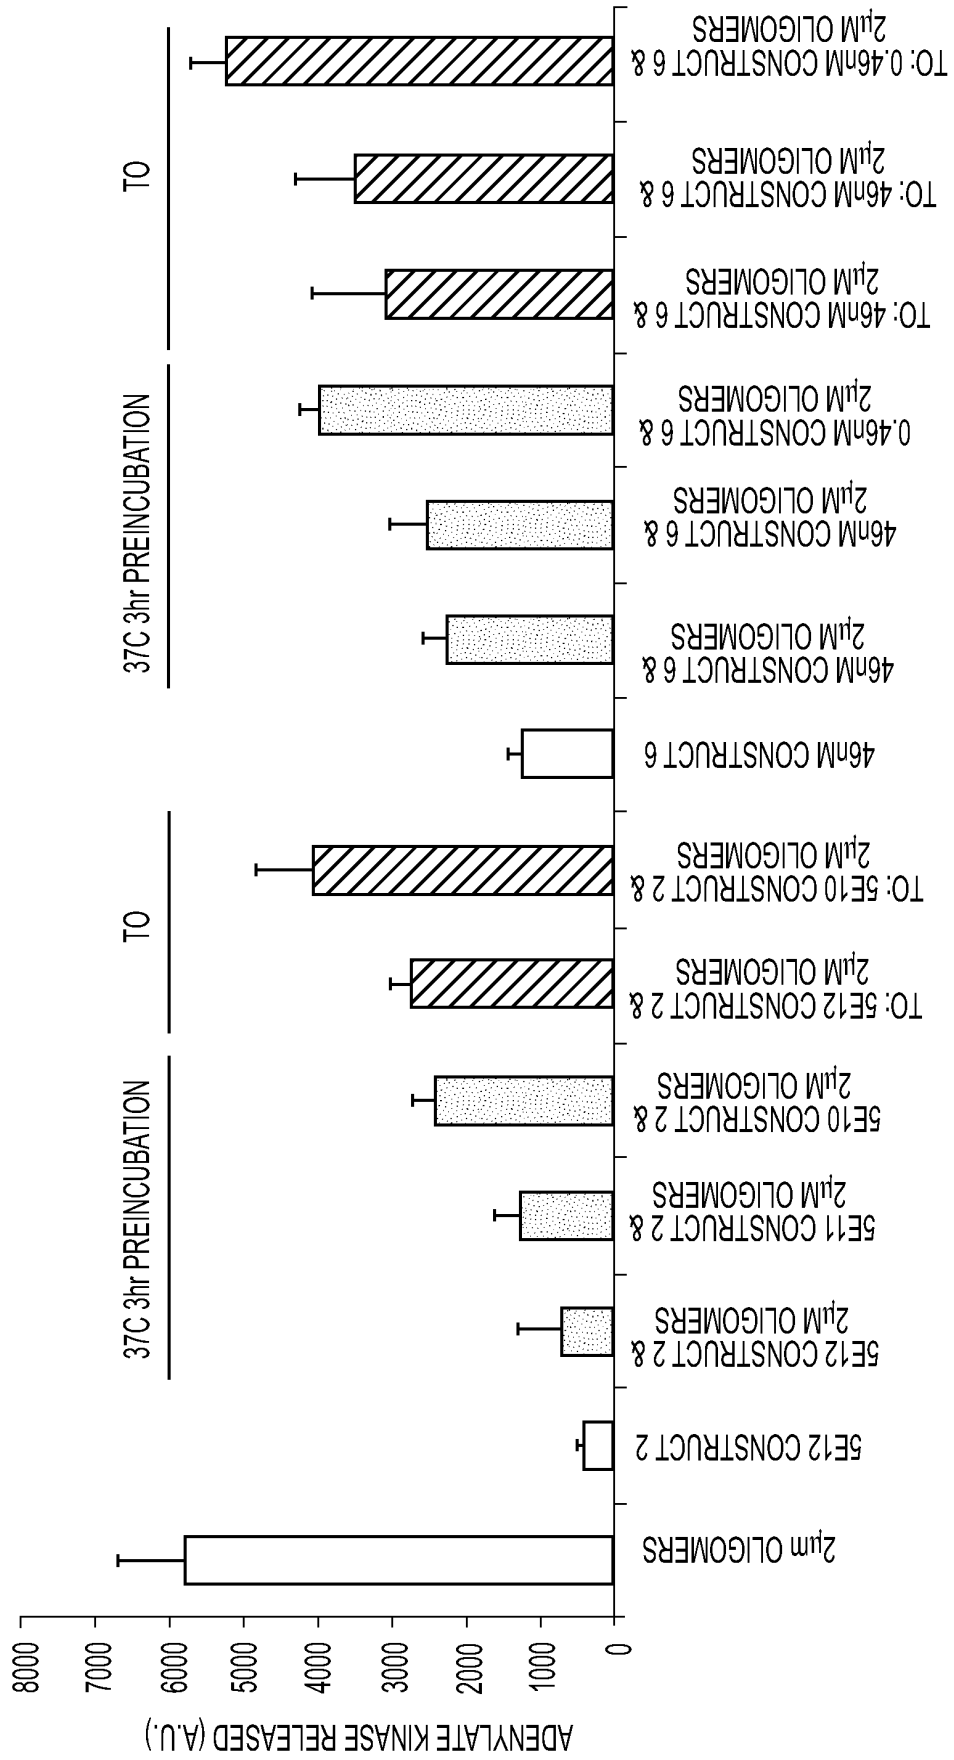 ADENYLATE KINASE RELEASED (A.U.)
8000
7000
6000
5000
4000
3000
2000
1000
0
37C 3hr PREINCUBATION
TO
37C 3hr PREINCUBATION
TO
2µm OLIGOMERS
5E12 CONSTRUCT 2
5E12 CONSTRUCT 2 &
2µM OLIGOMERS
5E11 CONSTRUCT 2 &
2µM OLIGOMERS
5E10 CONSTRUCT 2 &
2µM OLIGOMERS
TO: 5E12 CONSTRUCT 2 &
2µM OLIGOMERS
TO: 5E10 CONSTRUCT 2 &
2µM OLIGOMERS
46nM CONSTRUCT 6
46nM CONSTRUCT 6 &
2µM OLIGOMERS
46nM CONSTRUCT 6 &
2µM OLIGOMERS
0.46nM CONSTRUCT 6 &
2µM OLIGOMERS
TO: 46nM CONSTRUCT 6 &
2µM OLIGOMERS
TO: 46nM CONSTRUCT 6 &
2µM OLIGOMERS
TO: 0.46nM CONSTRUCT 6 &
2µM OLIGOMERS